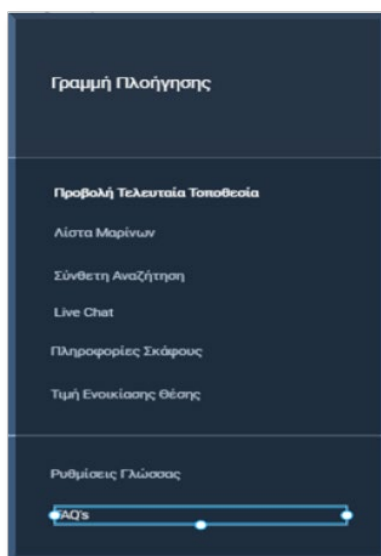 Γραμμή Πλοήγησης
Προβολή Τελευταία Τοποθεσία
Λίστα Μαρίνων
Σύνθετη Αναζήτηση
Live Chat
Πληροφορίες Σκάφους
Τιμή Ενοικίασης Θέσης
Ρυθμίσεις Γλώσσας
FAQ's